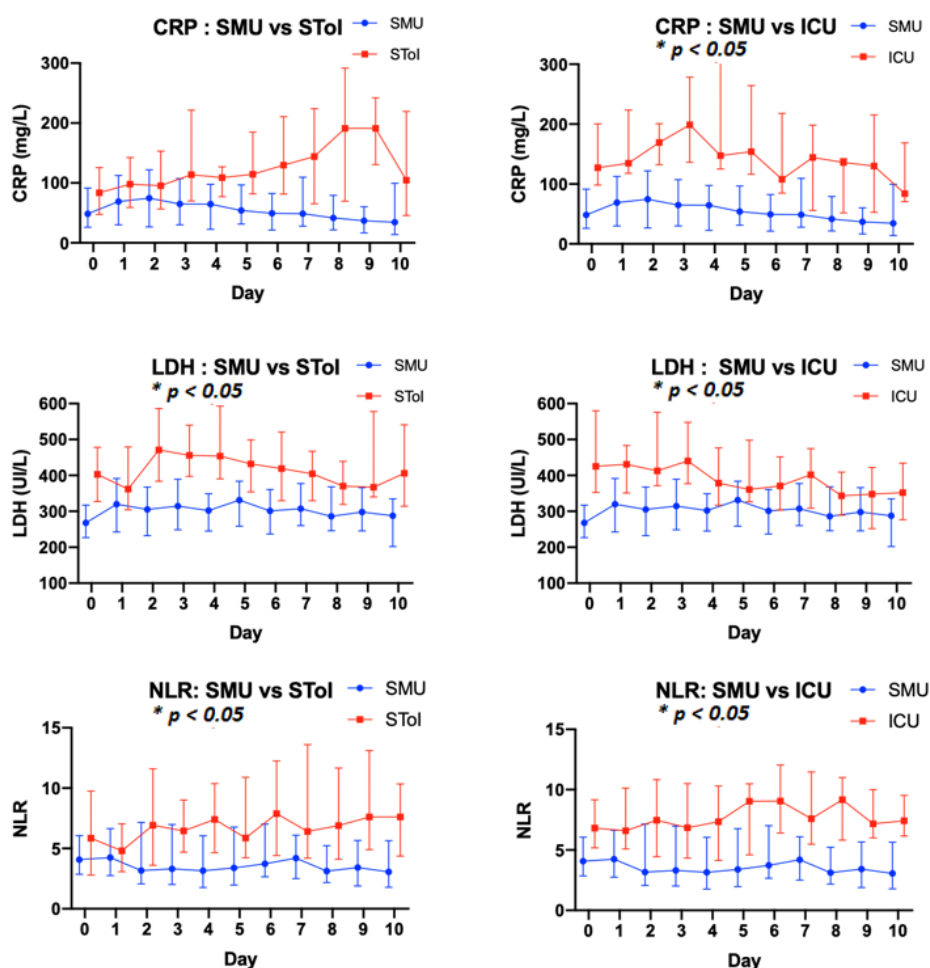 CRP : SMU vs STol
SMU
STol
CRP (mg/L)
300
200
100
0
0 1 2 3 4 5 6 7 8 9 10
Day
CRP : SMU vs ICU
* p < 0.05
SMU
ICU
CRP (mg/L)
300
200
100
0
0 1 2 3 4 5 6 7 8 9 10
Day
LDH : SMU vs STol
* p < 0.05
SMU
STol
LDH (UI/L)
600
500
400
300
200
100
0 1 2 3 4 5 6 7 8 9 10
Day
LDH : SMU vs ICU
* p < 0.05
SMU
ICU
LDH (UI/L)
600
500
400
300
200
100
0 1 2 3 4 5 6 7 8 9 10
Day
NLR: SMU vs STol
* p < 0.05
SMU
STol
NLR
15
10
5
0
0 1 2 3 4 5 6 7 8 9 10
Day
NLR: SMU vs ICU
* p < 0.05
SMU
ICU
NLR
15
10
5
0
0 1 2 3 4 5 6 7 8 9 10
Day